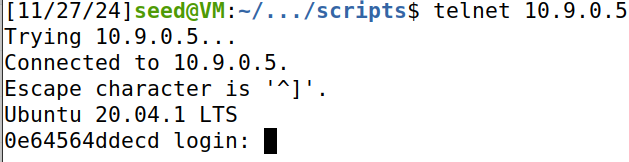 [11/27/24]seed@VM:~/.../scripts$ telnet 10.9.0.5
Trying 10.9.0.5...
Connected to 10.9.0.5.
Escape character is '^]'.
Ubuntu 20.04.1 LTS
0e64564ddecd login: